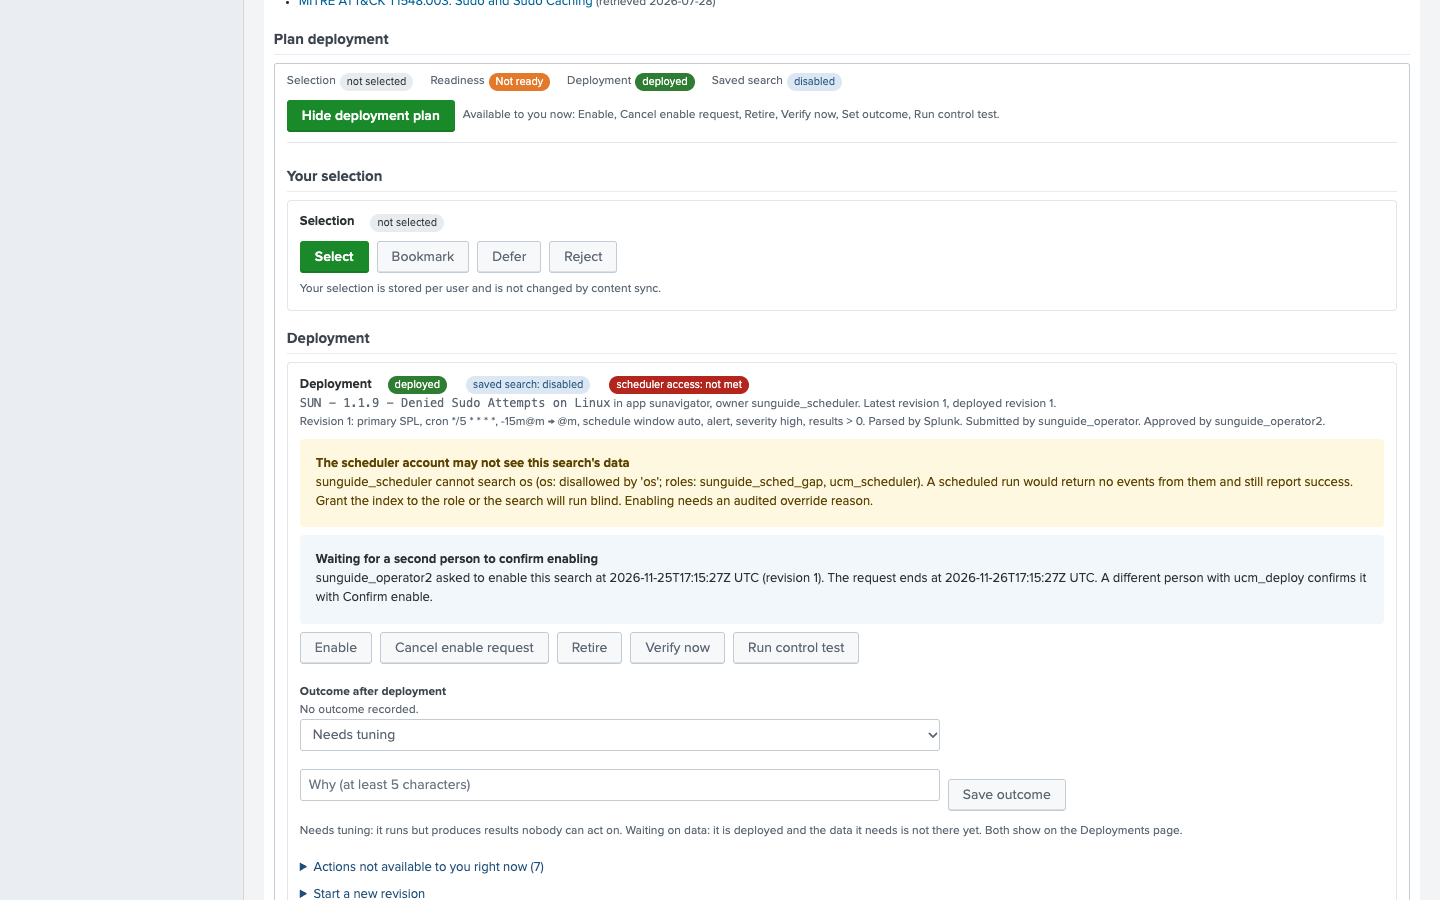 MITRE ATT&CK T1548.003: Sudo and Sudo Caching (retrieved 2026-07-28)
Plan deployment
Selection not selected Readiness Not ready Deployment deployed Saved search disabled
Hide deployment plan Available to you now: Enable, Cancel enable request, Retire, Verify now, Set outcome, Run control test.
Your selection
Selection not selected
Select Bookmark Defer Reject
Your selection is stored per user and is not changed by content sync.
Deployment
Deployment deployed saved search: disabled scheduler access: not met
SUN - 1.1.9 - Denied Sudo Attempts on Linux in app sunavigator, owner sunguide_scheduler. Latest revision 1, deployed revision 1.
Revision 1: primary SPL, cron */5 * * * *, -15m@m → @m, schedule window auto, alert, severity high, results > 0. Parsed by Splunk. Submitted by sunguide_operator. Approved by sunguide_operator2.
The scheduler account may not see this search's data
sunguide_scheduler cannot search os (os: disallowed by 'os'; roles: sunguide_sched_gap, ucm_scheduler). A scheduled run would return no events from them and still report success.
Grant the index to the role or the search will run blind. Enabling needs an audited override reason.
Waiting for a second person to confirm enabling
sunguide_operator2 asked to enable this search at 2026-11-25T17:15:27Z UTC (revision 1). The request ends at 2026-11-26T17:15:27Z UTC. A different person with ucm_deploy confirms it
with Confirm enable.
Enable Cancel enable request Retire Verify now Run control test
Outcome after deployment
No outcome recorded.
Needs tuning
Why (at least 5 characters) Save outcome
Needs tuning: it runs but produces results nobody can act on. Waiting on data: it is deployed and the data it needs is not there yet. Both show on the Deployments page.
▶ Actions not available to you right now (7)
▶ Start a new revision